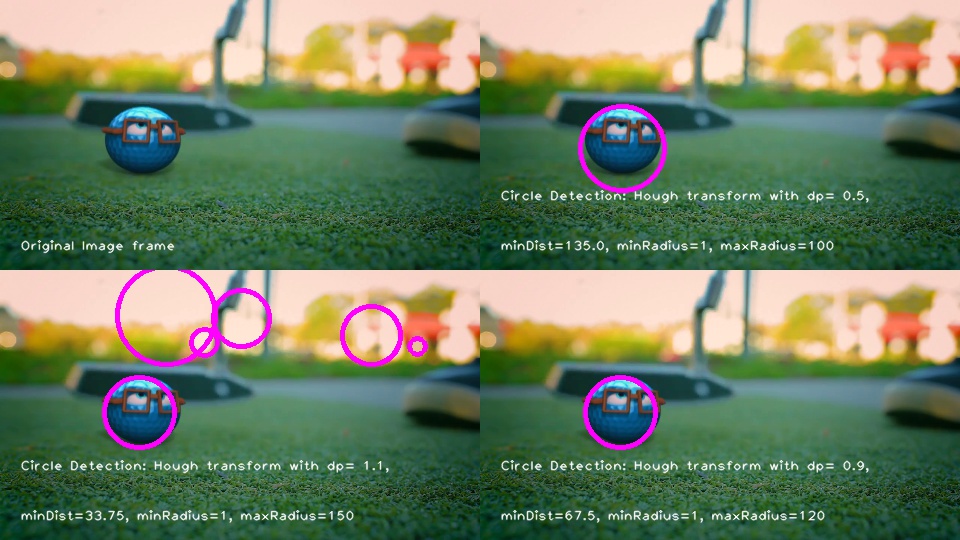 Original Image frame
Circle Detection: Hough transform with dp= 0.5,
minDist=135.0, minRadius=1, maxRadius=100
Circle Detection: Hough transform with dp= 1.1,
minDist=33.75, minRadius=1, maxRadius=150
Circle Detection: Hough transform with dp= 0.9,
minDist=67.5, minRadius=1, maxRadius=120